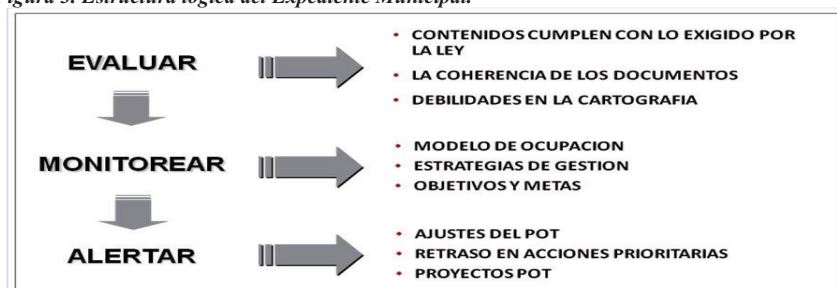 Figura 3. Estructura lógica del Expediente Municipal.
EVALUAR
• CONTENIDOS CUMPLEN CON LO EXIGIDO POR
LA LEY
• LA COHERENCIA DE LOS DOCUMENTOS
• DEBILIDADES EN LA CARTOGRAFIA
MONITOREAR
• MODELO DE OCUPACION
• ESTRATEGIAS DE GESTION
• OBJETIVOS Y METAS
ALERTAR
• AJUSTES DEL POT
• RETRASO EN ACCIONES PRIORITARIAS
• PROYECTOS POT